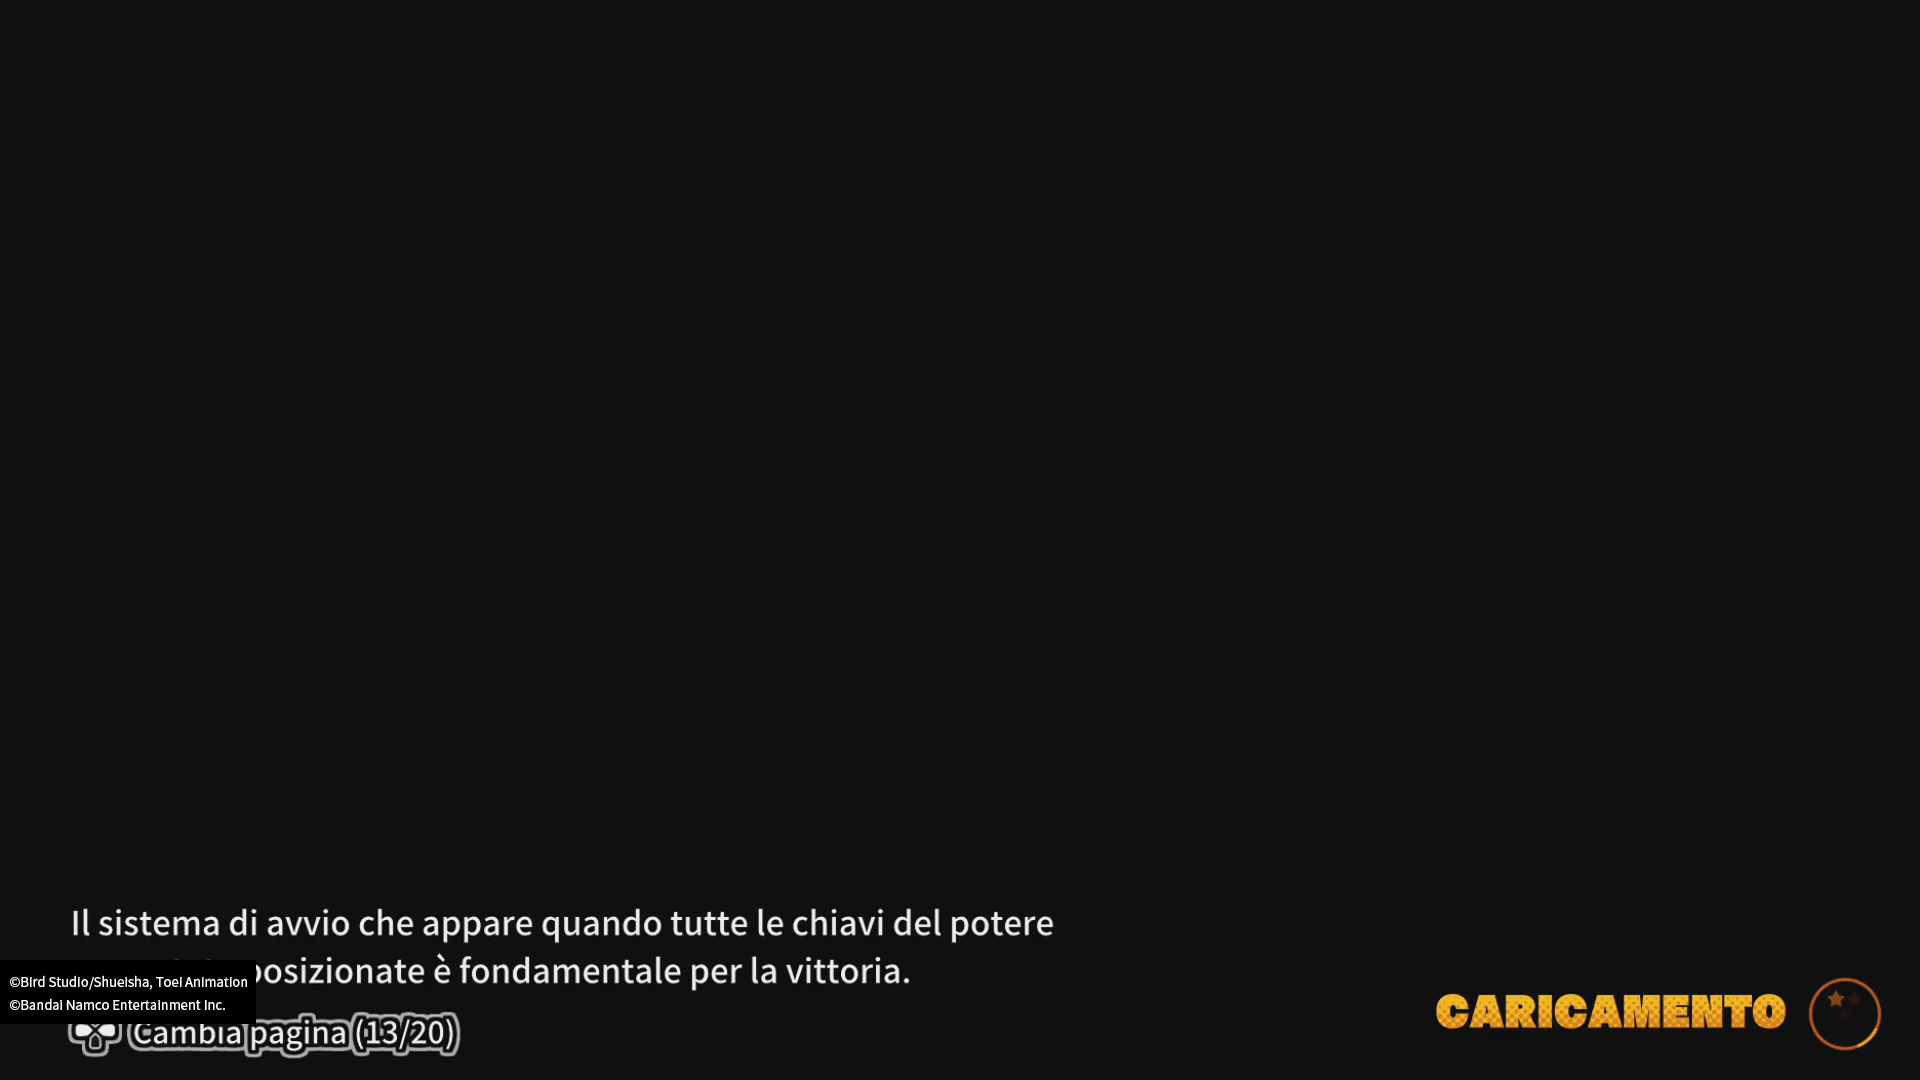 Il sistema di avvio che appare quando tutte le chiavi del potere
posizionate è fondamentale per la vittoria.
©Bird Studio/Shueisha, Toei Animation
©Bandai Namco Entertainment Inc.
Cambia pagina (13/20)
CARICAMENTO